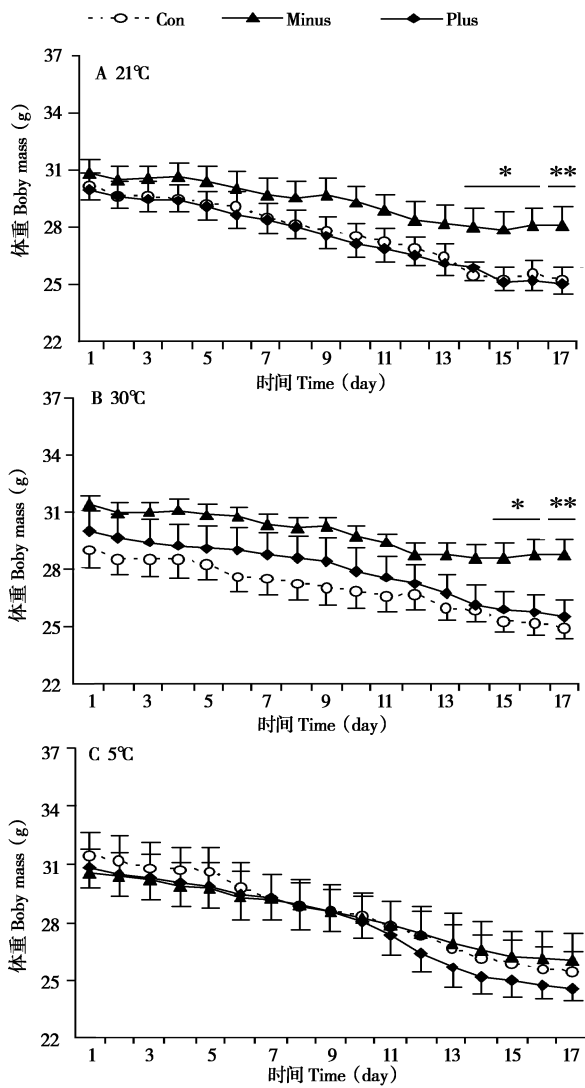 Con Minus Plus
A 21℃
37
34
31
28
25
22
体重 Boby mass (g)
* **
1 3 5 7 9 11 13 15 17
时间 Time (day)
B 30℃
37
34
31
28
25
22
体重 Boby mass (g)
* **
1 3 5 7 9 11 13 15 17
时间 Time (day)
C 5℃
37
34
31
28
25
22
体重 Boby mass (g)
1 3 5 7 9 11 13 15 17
时间 Time (day)